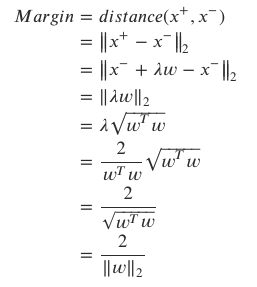 Margin = distance(x⁺, x⁻)
= ‖x⁺ − x⁻‖₂
= ‖x⁻ + λw − x⁻‖₂
= ‖λw‖₂
= λ√(wᵀw)
= 2/(wᵀw) √(wᵀw)
= 2/√(wᵀw)
= 2/‖w‖₂